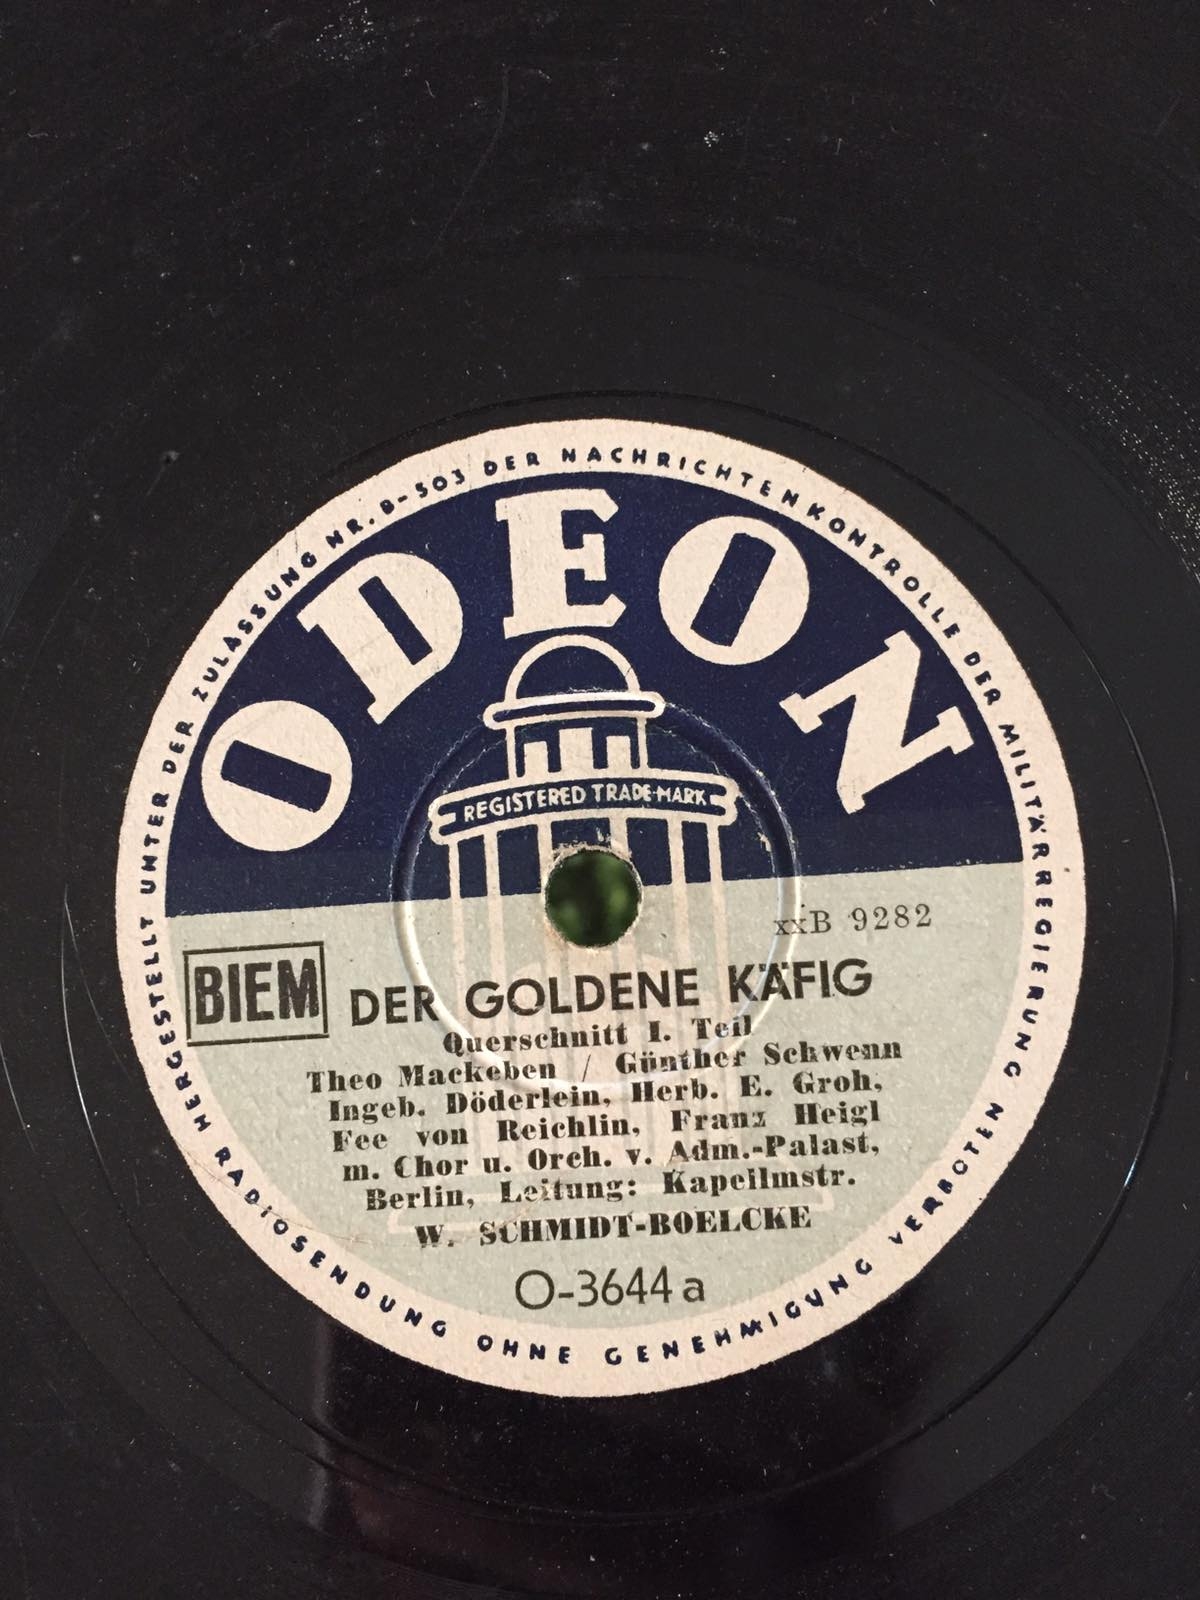 HERGESTELLT UNTER DER ZULASSUNG NR. B-503 DER NACHRICHTENKONTROLLE DER MILITÄRREGIERUNG
ODEON
REGISTERED TRADE-MARK
xxB 9282
BIEM
DER GOLDENE KÄFIG
Querschnitt I. Teil
Theo Mackeben / Günther Schwenn
Ingeb. Döderlein, Herb. E. Groh,
Fee von Reichlin, Franz Heigl
m. Chor u. Orch. v. Adm.-Palast,
Berlin, Leitung: Kapellmstr.
W. SCHMIDT-BOELCKE
O-3644 a
RADIOSENDUNG OHNE GENEHMIGUNG VERBOTEN